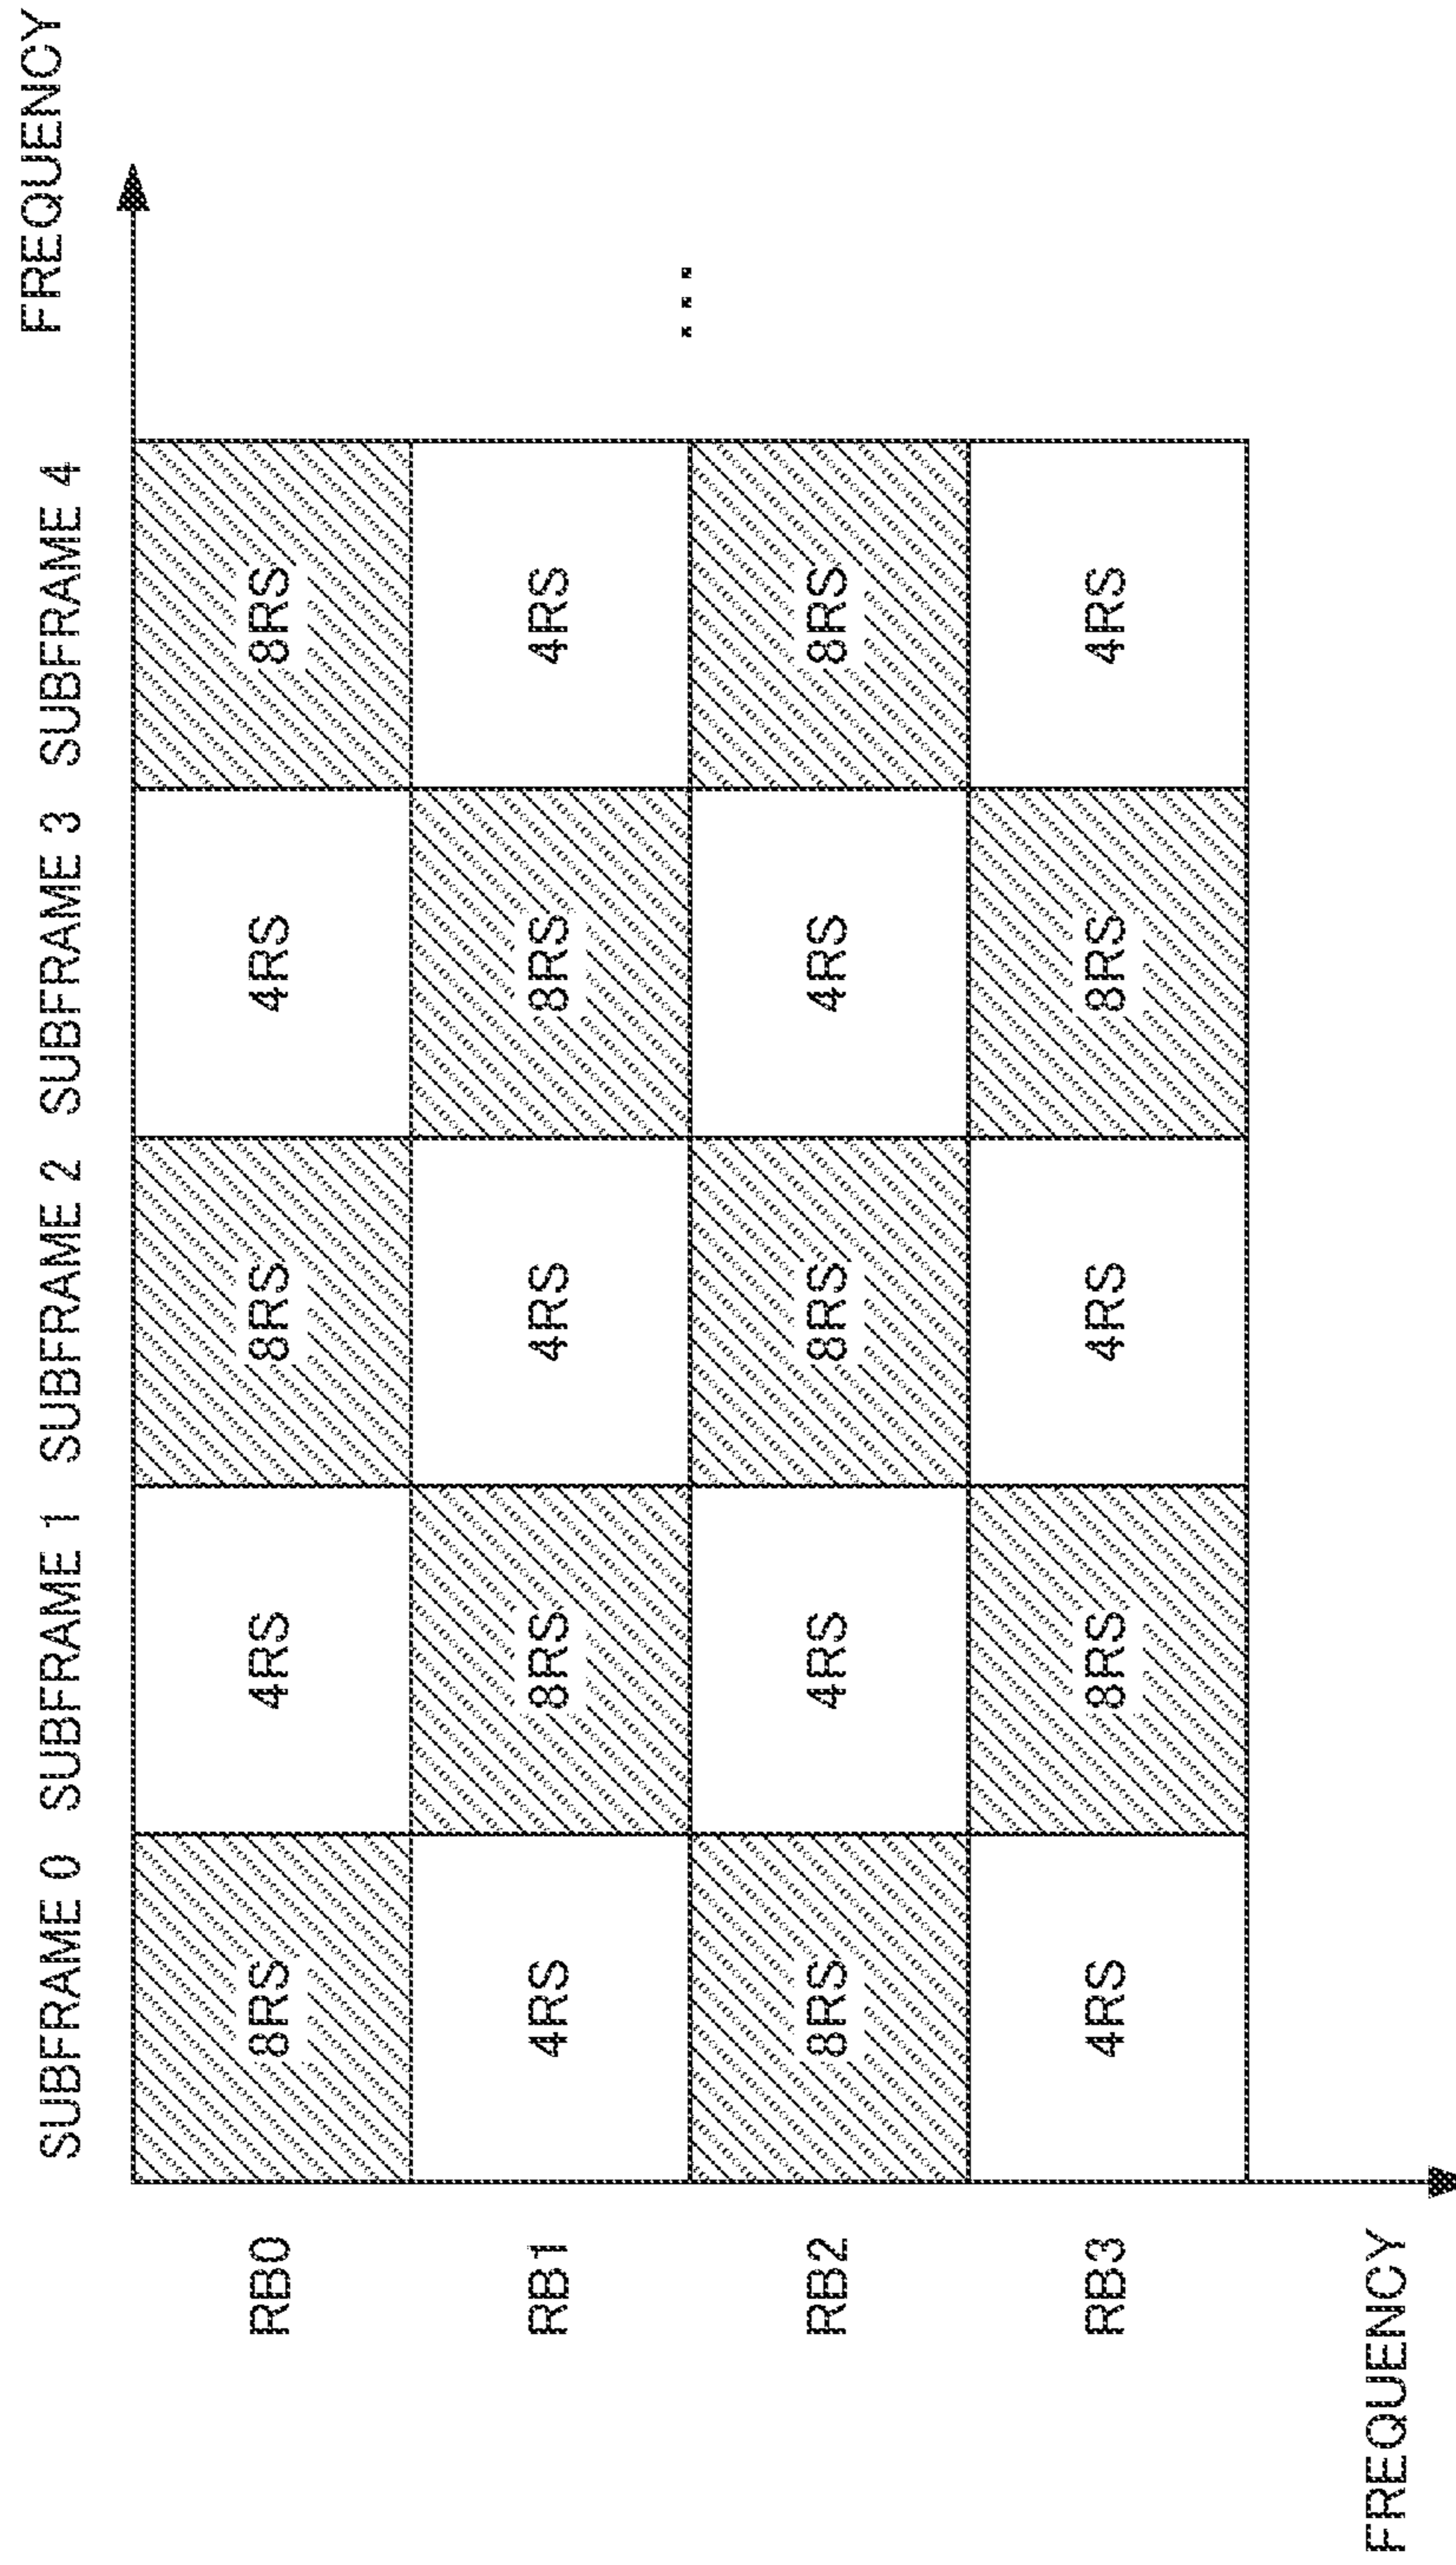 FREQUENCY
SUBFRAME 0 SUBFRAME 1 SUBFRAME 2 SUBFRAME 3 SUBFRAME 4
RB0 8RS 4RS 8RS 4RS 8RS
RB1 4RS 8RS 4RS 8RS 4RS
RB2 8RS 4RS 8RS 4RS 8RS ...
RB3 4RS 8RS 4RS 8RS 4RS
FREQUENCY